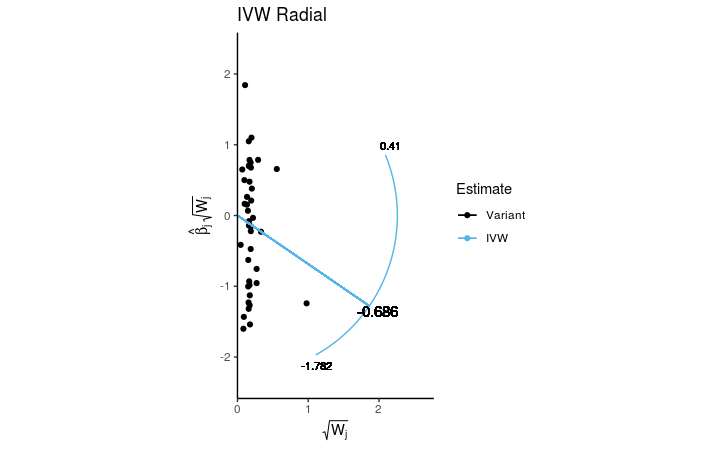 IVW Radial
2
1
0
-1
-2
β̂j√Wj
0.41
-0.686
-1.782
0
1
2
√Wj
Estimate
Variant
IVW